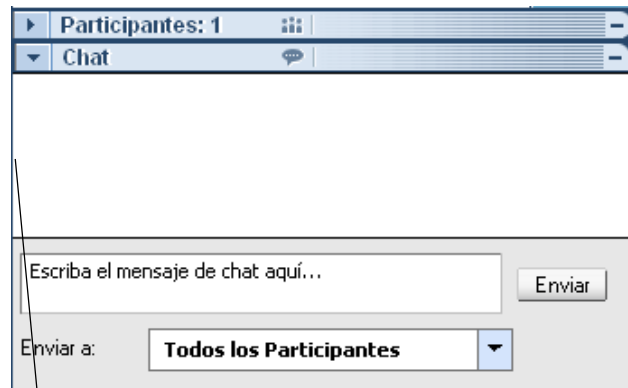 Participantes: 1
Chat
Escriba el mensaje de chat aquí...
Enviar
Enviar a:
Todos los Participantes